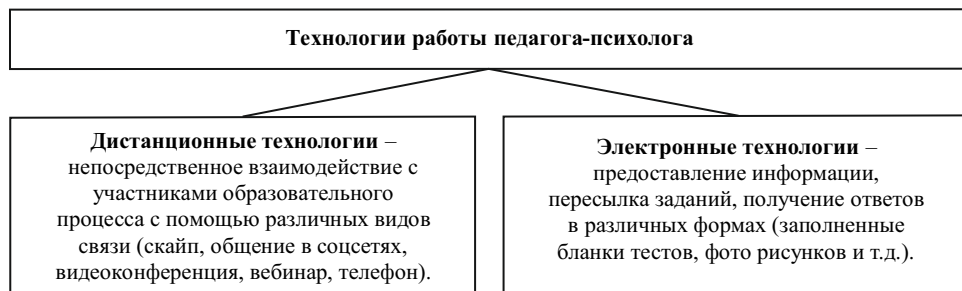 Технологии работы педагога-психолога
Дистанционные технологии –
непосредственное взаимодействие с
участниками образовательного
процесса с помощью различных видов
связи (скайп, общение в соцсетях,
видеоконференция, вебинар, телефон).
Электронные технологии –
предоставление информации,
пересылка заданий, получение ответов
в различных формах (заполненные
бланки тестов, фото рисунков и т.д.).